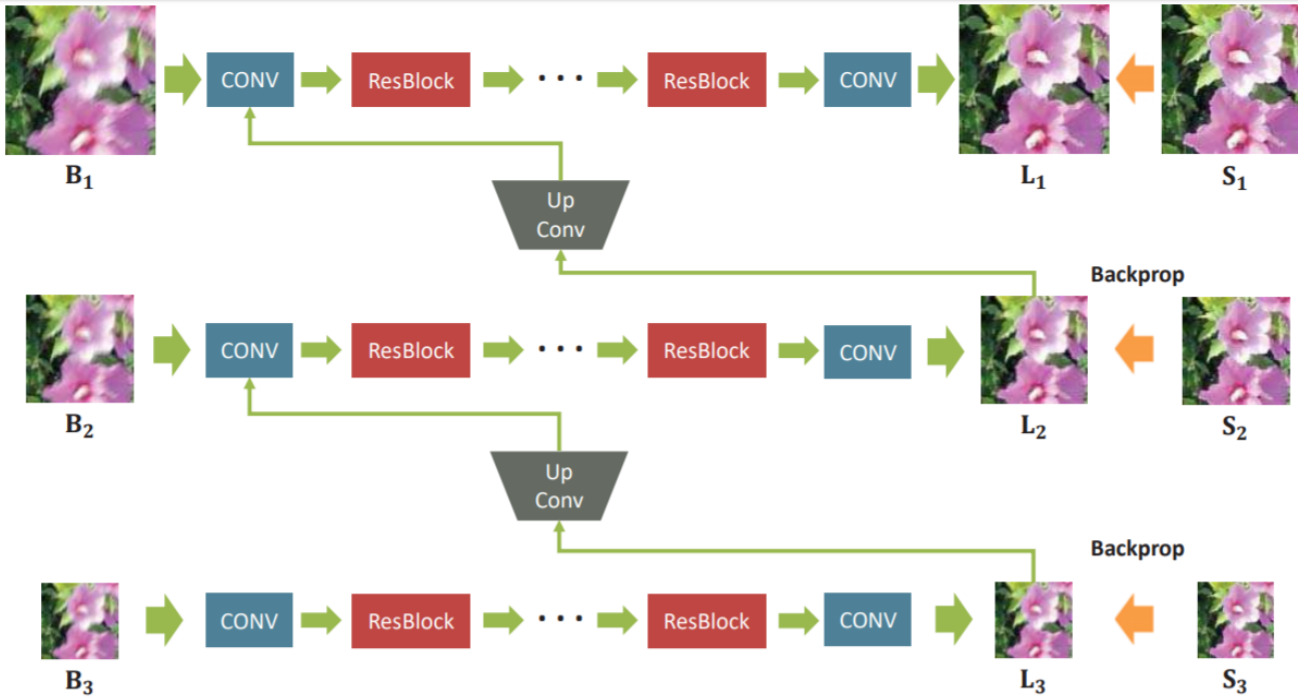 CONV ResBlock ··· ResBlock CONV
B₁ L₁ S₁
Up
Conv
Backprop
CONV ResBlock ··· ResBlock CONV
B₂ L₂ S₂
Up
Conv
Backprop
CONV ResBlock ··· ResBlock CONV
B₃ L₃ S₃